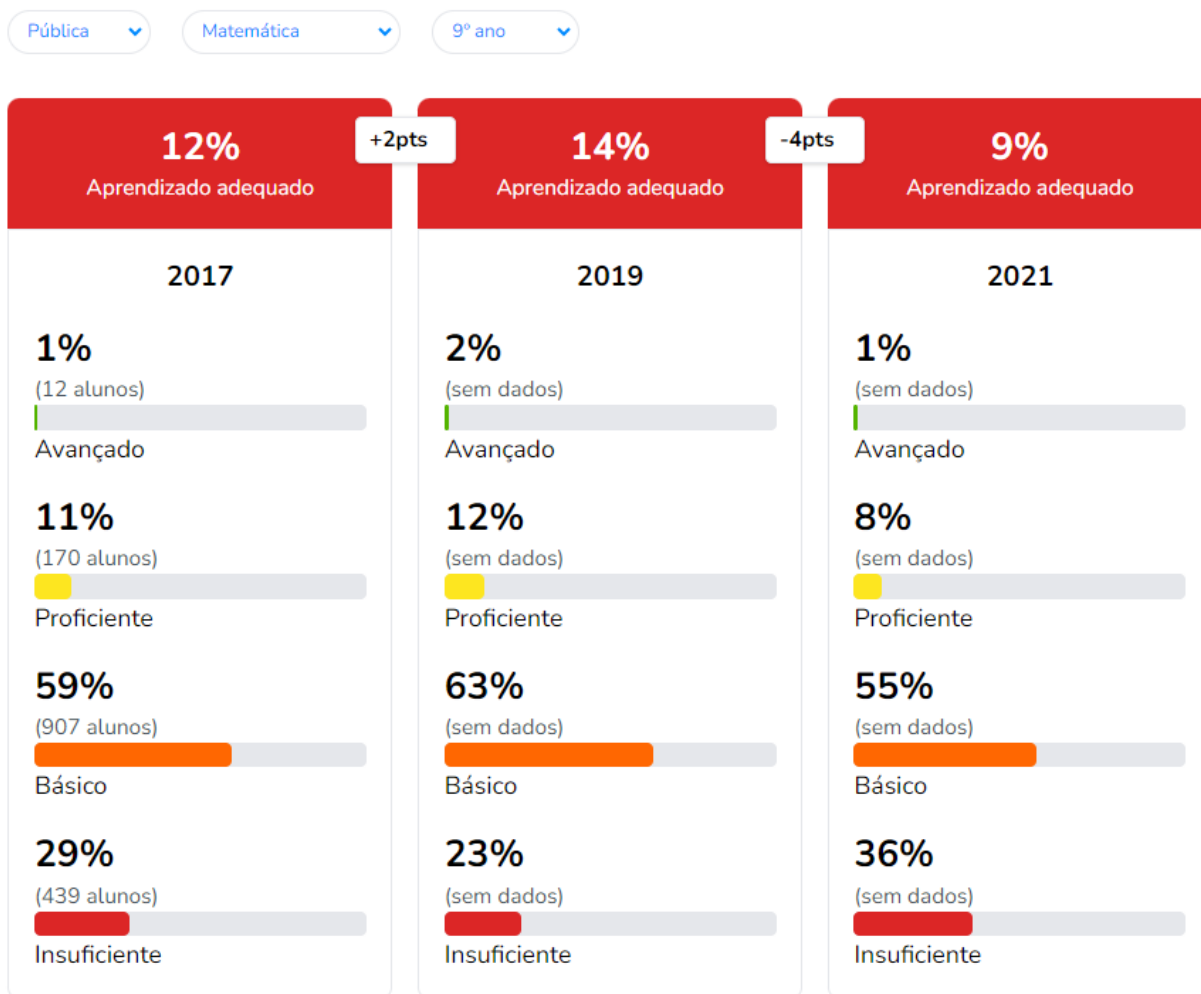 Pública
Matemática
9º ano
12%
Aprendizado adequado
+2pts
14%
Aprendizado adequado
-4pts
9%
Aprendizado adequado
2017
1%
(12 alunos)
Avançado
11%
(170 alunos)
Proficiente
59%
(907 alunos)
Básico
29%
(439 alunos)
Insuficiente
2019
2%
(sem dados)
Avançado
12%
(sem dados)
Proficiente
63%
(sem dados)
Básico
23%
(sem dados)
Insuficiente
2021
1%
(sem dados)
Avançado
8%
(sem dados)
Proficiente
55%
(sem dados)
Básico
36%
(sem dados)
Insuficiente